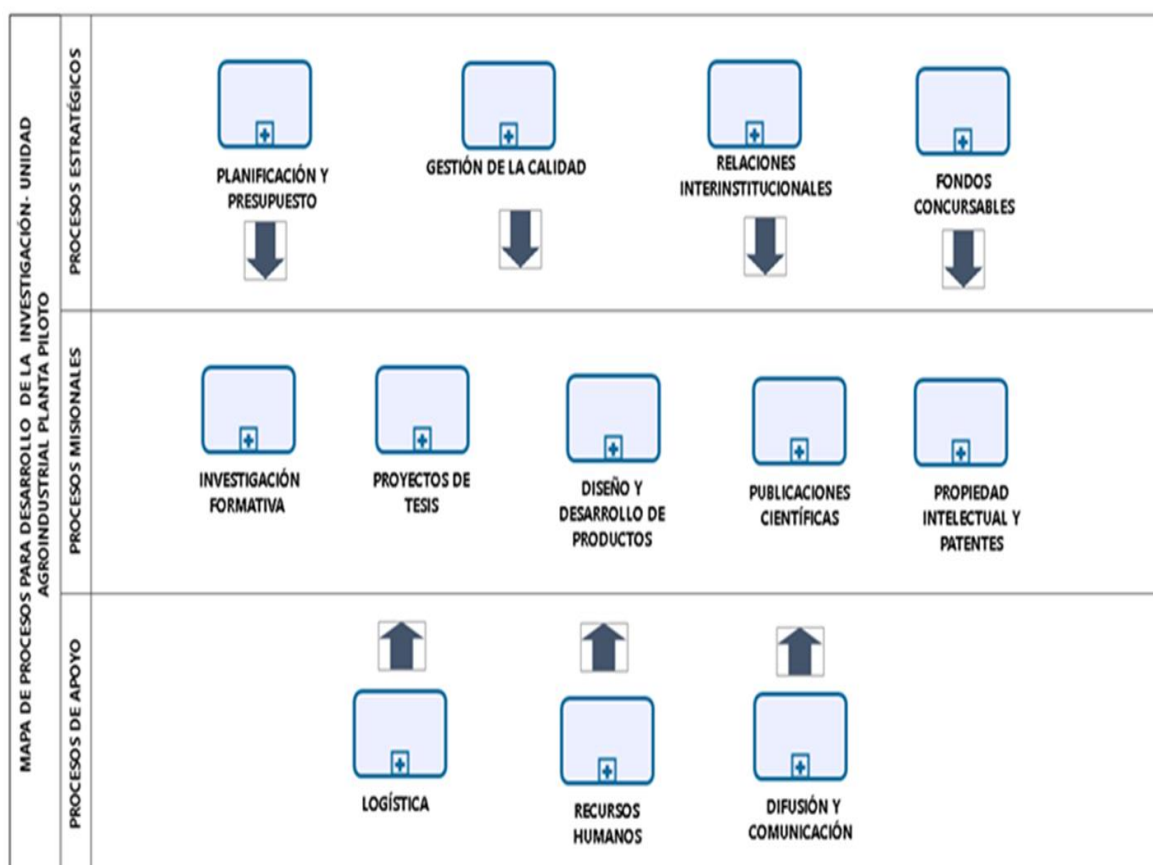 MAPA DE PROCESOS PARA DESARROLLO DE LA INVESTIGACIÓN- UNIDAD
AGROINDUSTRIAL PLANTA PILOTO
PROCESOS ESTRATÉGICOS
PLANIFICACIÓN Y
PRESUPUESTO
GESTIÓN DE LA CALIDAD
RELACIONES
INTERINSTITUCIONALES
FONDOS
CONCURSABLES
PROCESOS MISIONALES
INVESTIGACIÓN
FORMATIVA
PROYECTOS DE
TESIS
DISEÑO Y
DESARROLLO DE
PRODUCTOS
PUBLICACIONES
CIENTÍFICAS
PROPIEDAD
INTELECTUAL Y
PATENTES
PROCESOS DE APOYO
LOGÍSTICA
RECURSOS
HUMANOS
DIFUSIÓN Y
COMUNICACIÓN